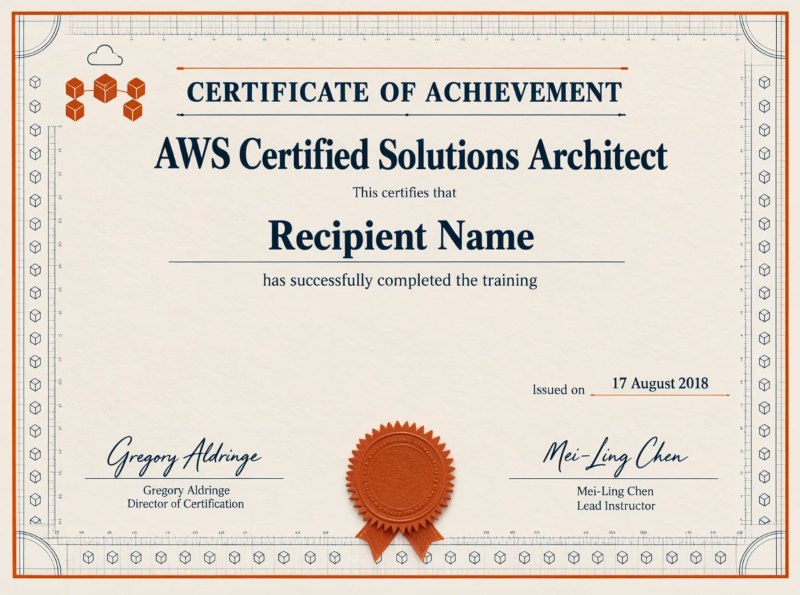 CERTIFICATE OF ACHIEVEMENT
AWS Certified Solutions Architect
This certifies that
Recipient Name
has successfully completed the training
Issued on 17 August 2018
Gregory Aldringe
Gregory Aldringe
Director of Certification
Mei-Ling Chen
Mei-Ling Chen
Lead Instructor